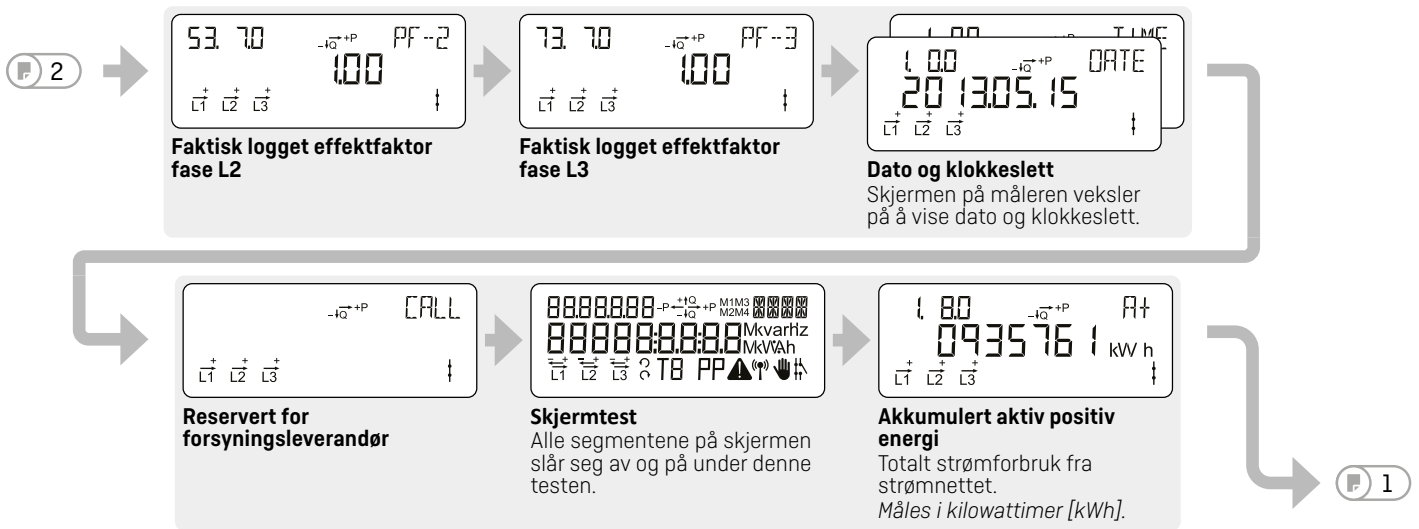 2
53. 7.0 -Q +P PF--2
1.00
L1 L2 L3
Faktisk logget effektfaktor
fase L2
73. 7.0 -Q +P PF--3
1.00
L1 L2 L3
Faktisk logget effektfaktor
fase L3
TIME
1. 0.0 -Q +P DATE
2013.05.15
L1 L2 L3
Dato og klokkeslett
Skjermen på måleren veksler
på å vise dato og klokkeslett.
-Q +P CALL
L1 L2 L3
Reservert for
forsyningsleverandør
88.88.8.88 -P +Q -Q +P M1M3
M2M4
88888:8.8:8.8 MkvarHz
MkWAh
L1 L2 L3 T8 PP
Skjermtest
Alle segmentene på skjermen
slår seg av og på under denne
testen.
1. 8.0 -Q +P A+
0935761 kW h
L1 L2 L3
Akkumulert aktiv positiv
energi
Totalt strømforbruk fra
strømnettet.
Måles i kilowattimer [kWh].
1